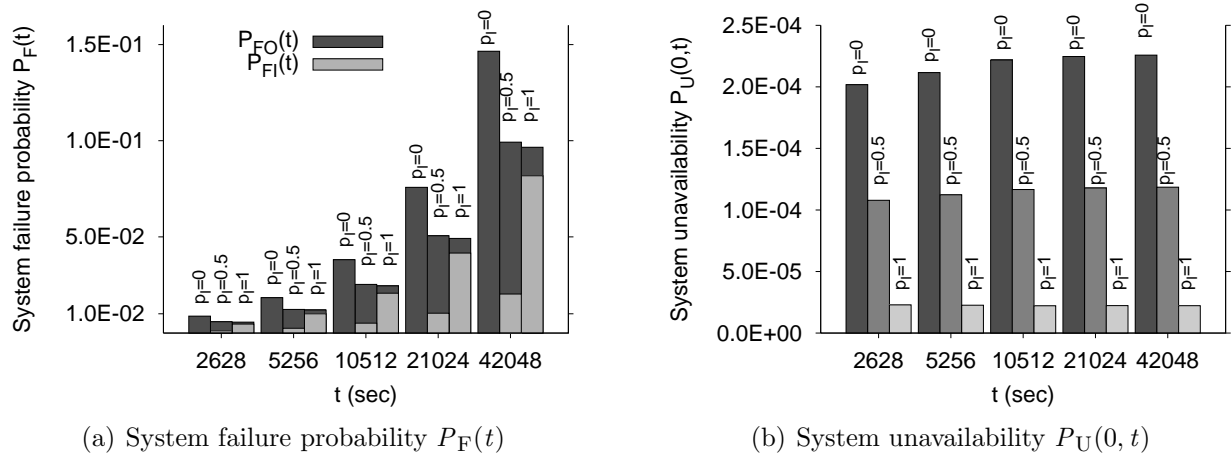 System failure probability P_F(t)
1.5E-01
1.0E-01
5.0E-02
1.0E-02
P_FO(t)
P_FI(t)
p_I=0
p_I=0.5
p_I=1
p_I=0
p_I=0.5
p_I=1
p_I=0
p_I=0.5
p_I=1
p_I=0
p_I=0.5
p_I=1
p_I=0
p_I=0.5
p_I=1
2628 5256 10512 21024 42048
t (sec)
(a) System failure probability P_F(t)
System unavailability P_U(0,t)
2.5E-04
2.0E-04
1.5E-04
1.0E-04
5.0E-05
0.0E+00
p_I=0
p_I=0.5
p_I=1
p_I=0
p_I=0.5
p_I=1
p_I=0
p_I=0.5
p_I=1
p_I=0
p_I=0.5
p_I=1
p_I=0
p_I=0.5
p_I=1
2628 5256 10512 21024 42048
t (sec)
(b) System unavailability P_U(0, t)